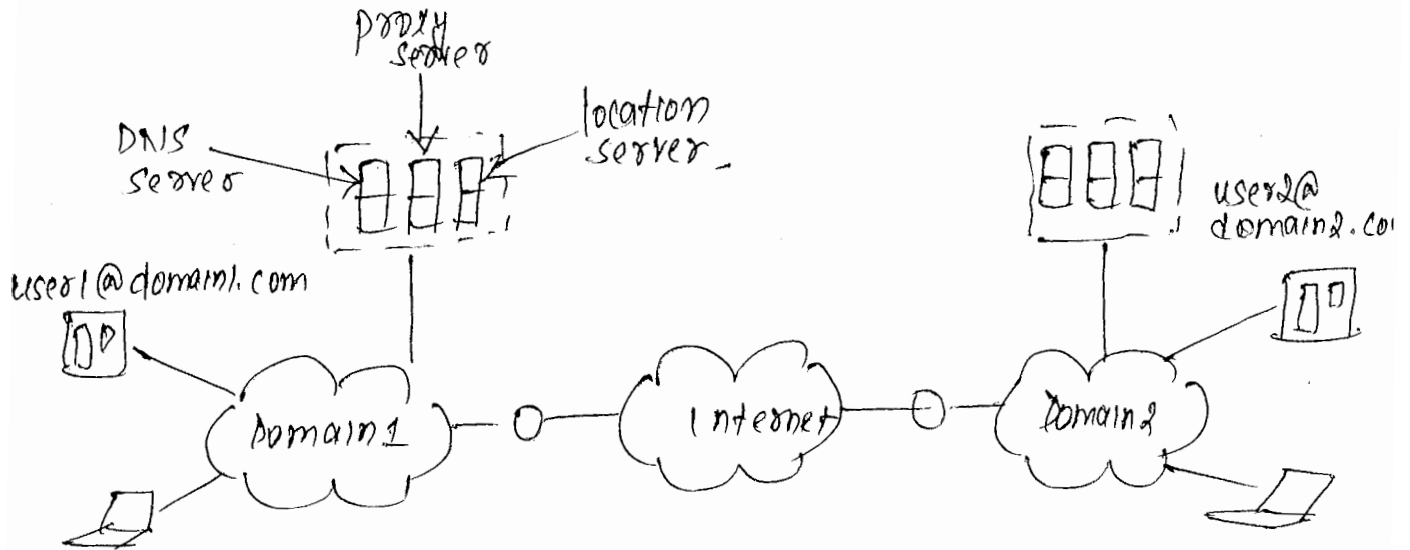 proxy
server
location
server
DNS
server
user2@
domain2.co
user1@domain1.com
Domain1
Internet
Domain2